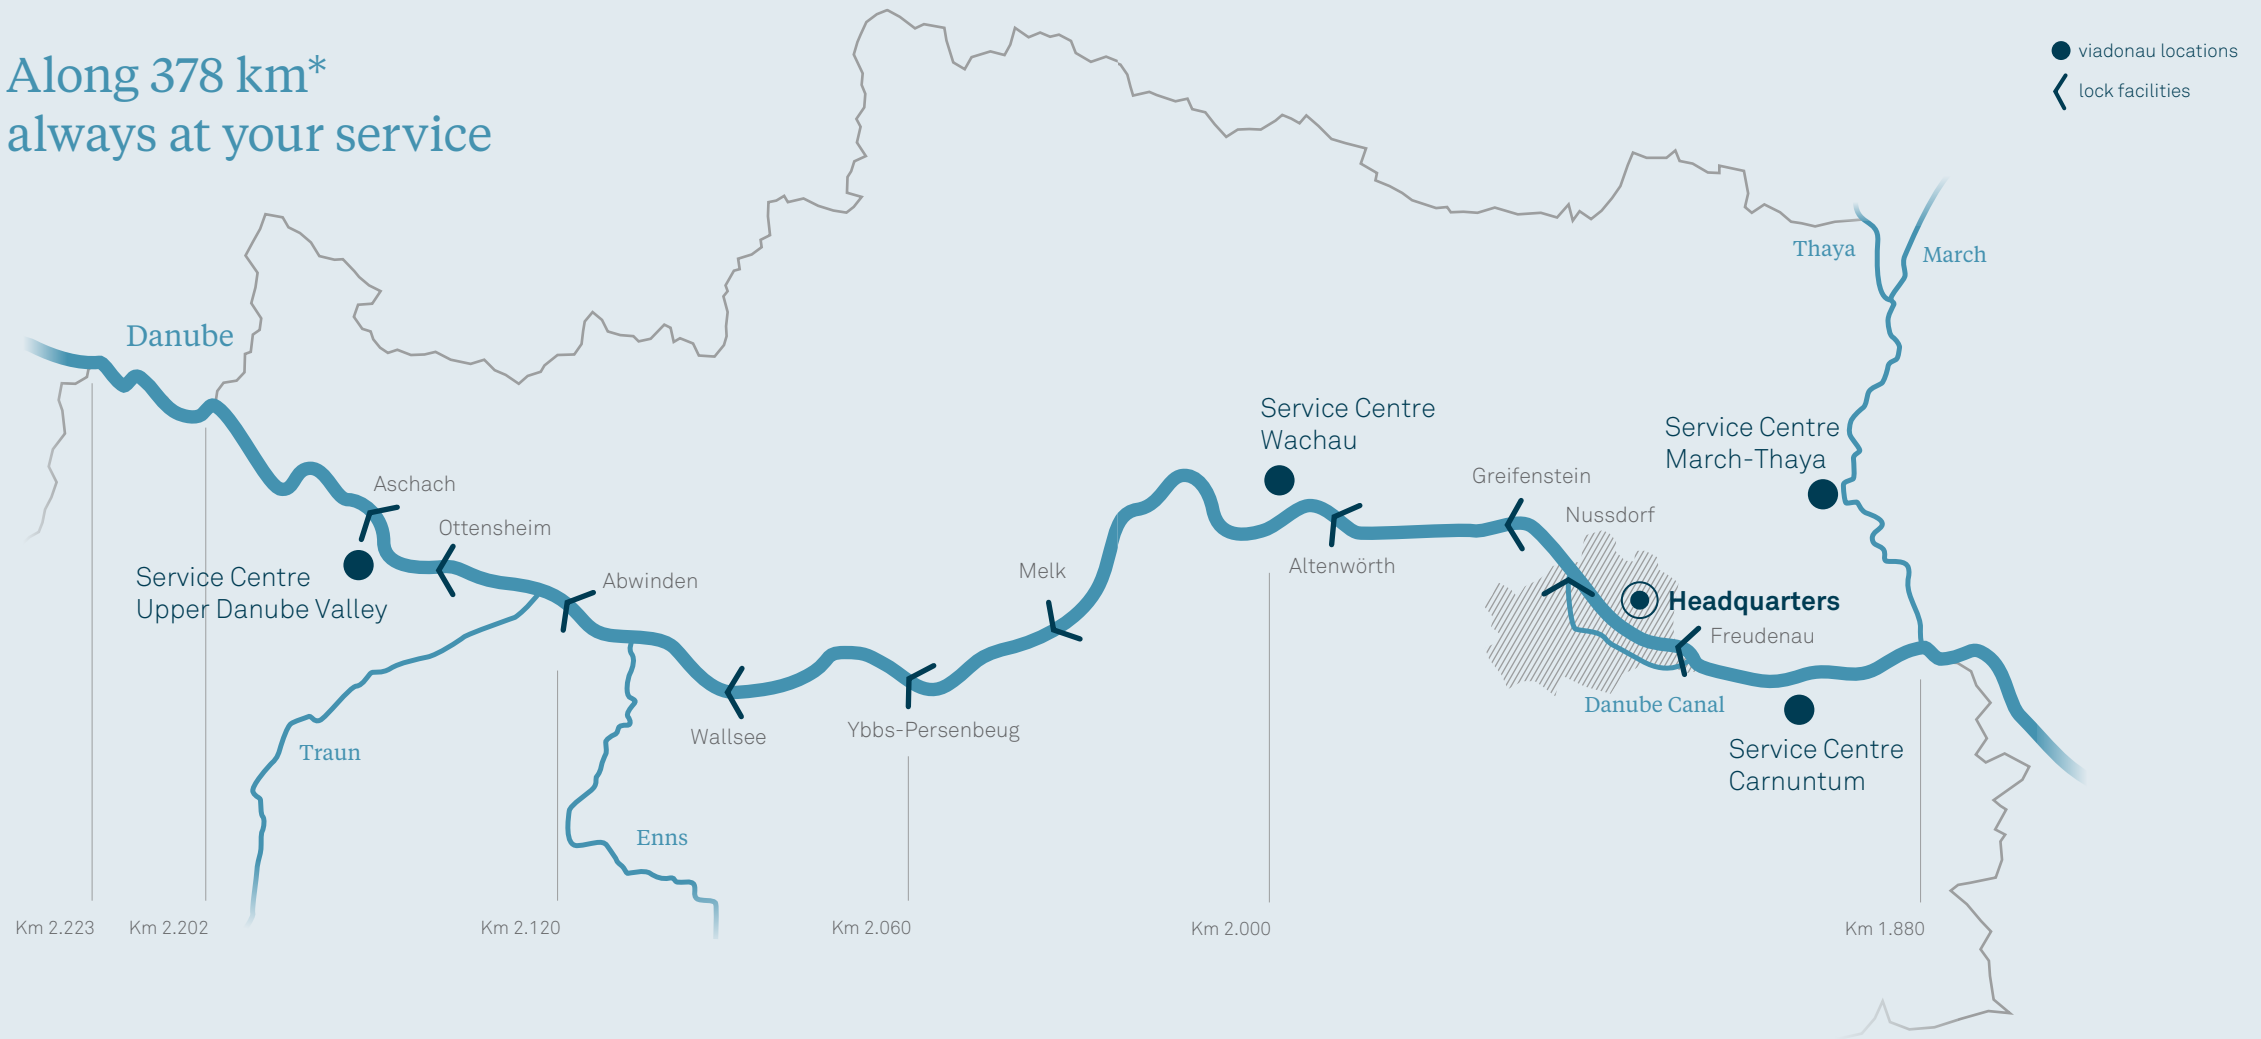 Along 378 km*
always at your service
viadonau locations
lock facilities
Thaya
March
Danube
Service Centre
Wachau
Service Centre
March-Thaya
Aschach
Greifenstein
Nussdorf
Ottensheim
Service Centre
Upper Danube Valley
Abwinden
Melk
Altenwörth
Headquarters
Freudenau
Danube Canal
Wallsee
Ybbs-Persenbeug
Traun
Service Centre
Carnuntum
Enns
Km 2.223
Km 2.202
Km 2.120
Km 2.060
Km 2.000
Km 1.880